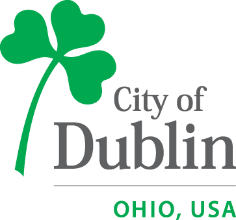 City of
Dublin
OHIO, USA